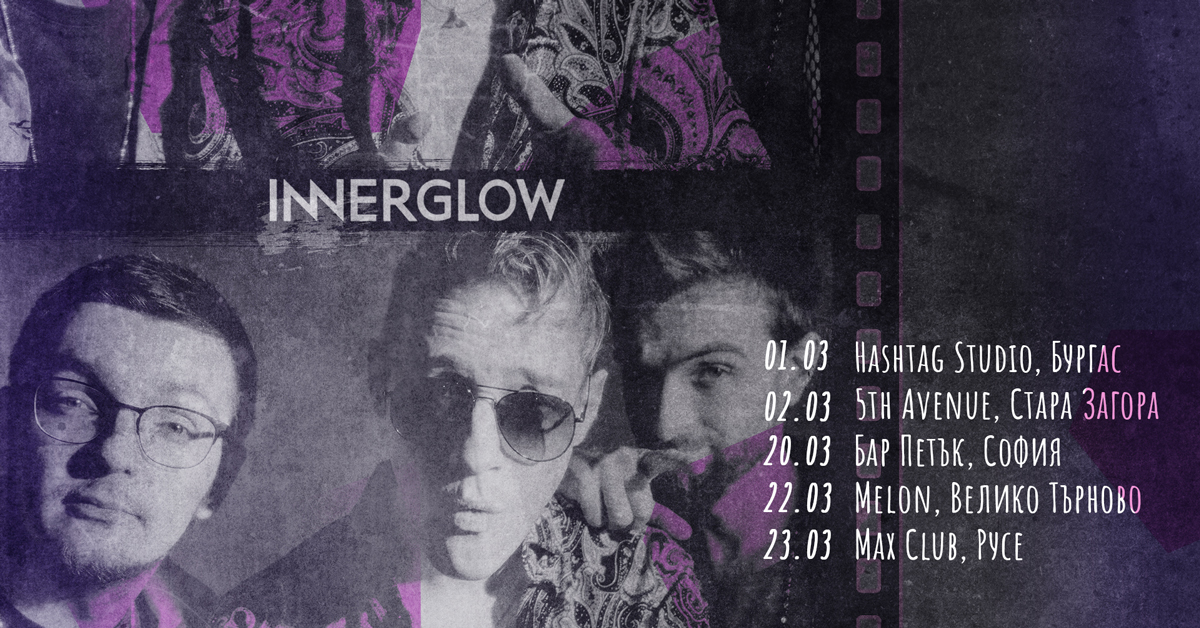 INNERGLOW
01.03 Hashtag Studio, Бургас
02.03 5th Avenue, Стара Загора
20.03 Бар Петък, София
22.03 Melon, Велико Търново
23.03 Max Club, Русе